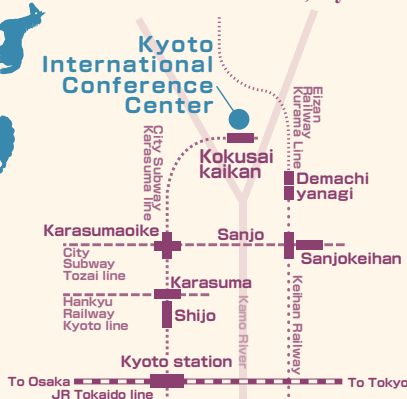 Kyoto
International
Conference
Center
Eizan
Railway
Kurama Line
City Subway
Karasuma line
Kokusai
kaikan
Demachi
yanagi
Karasumaoike
Sanjo
City
Subway
Tozai line
Sanjokeihan
Karasuma
Hankyu
Railway
Kyoto line
Shijo
Kamo River
Keihan Railway
Kyoto station
To Osaka
To Tokyo
JR Tokaido line